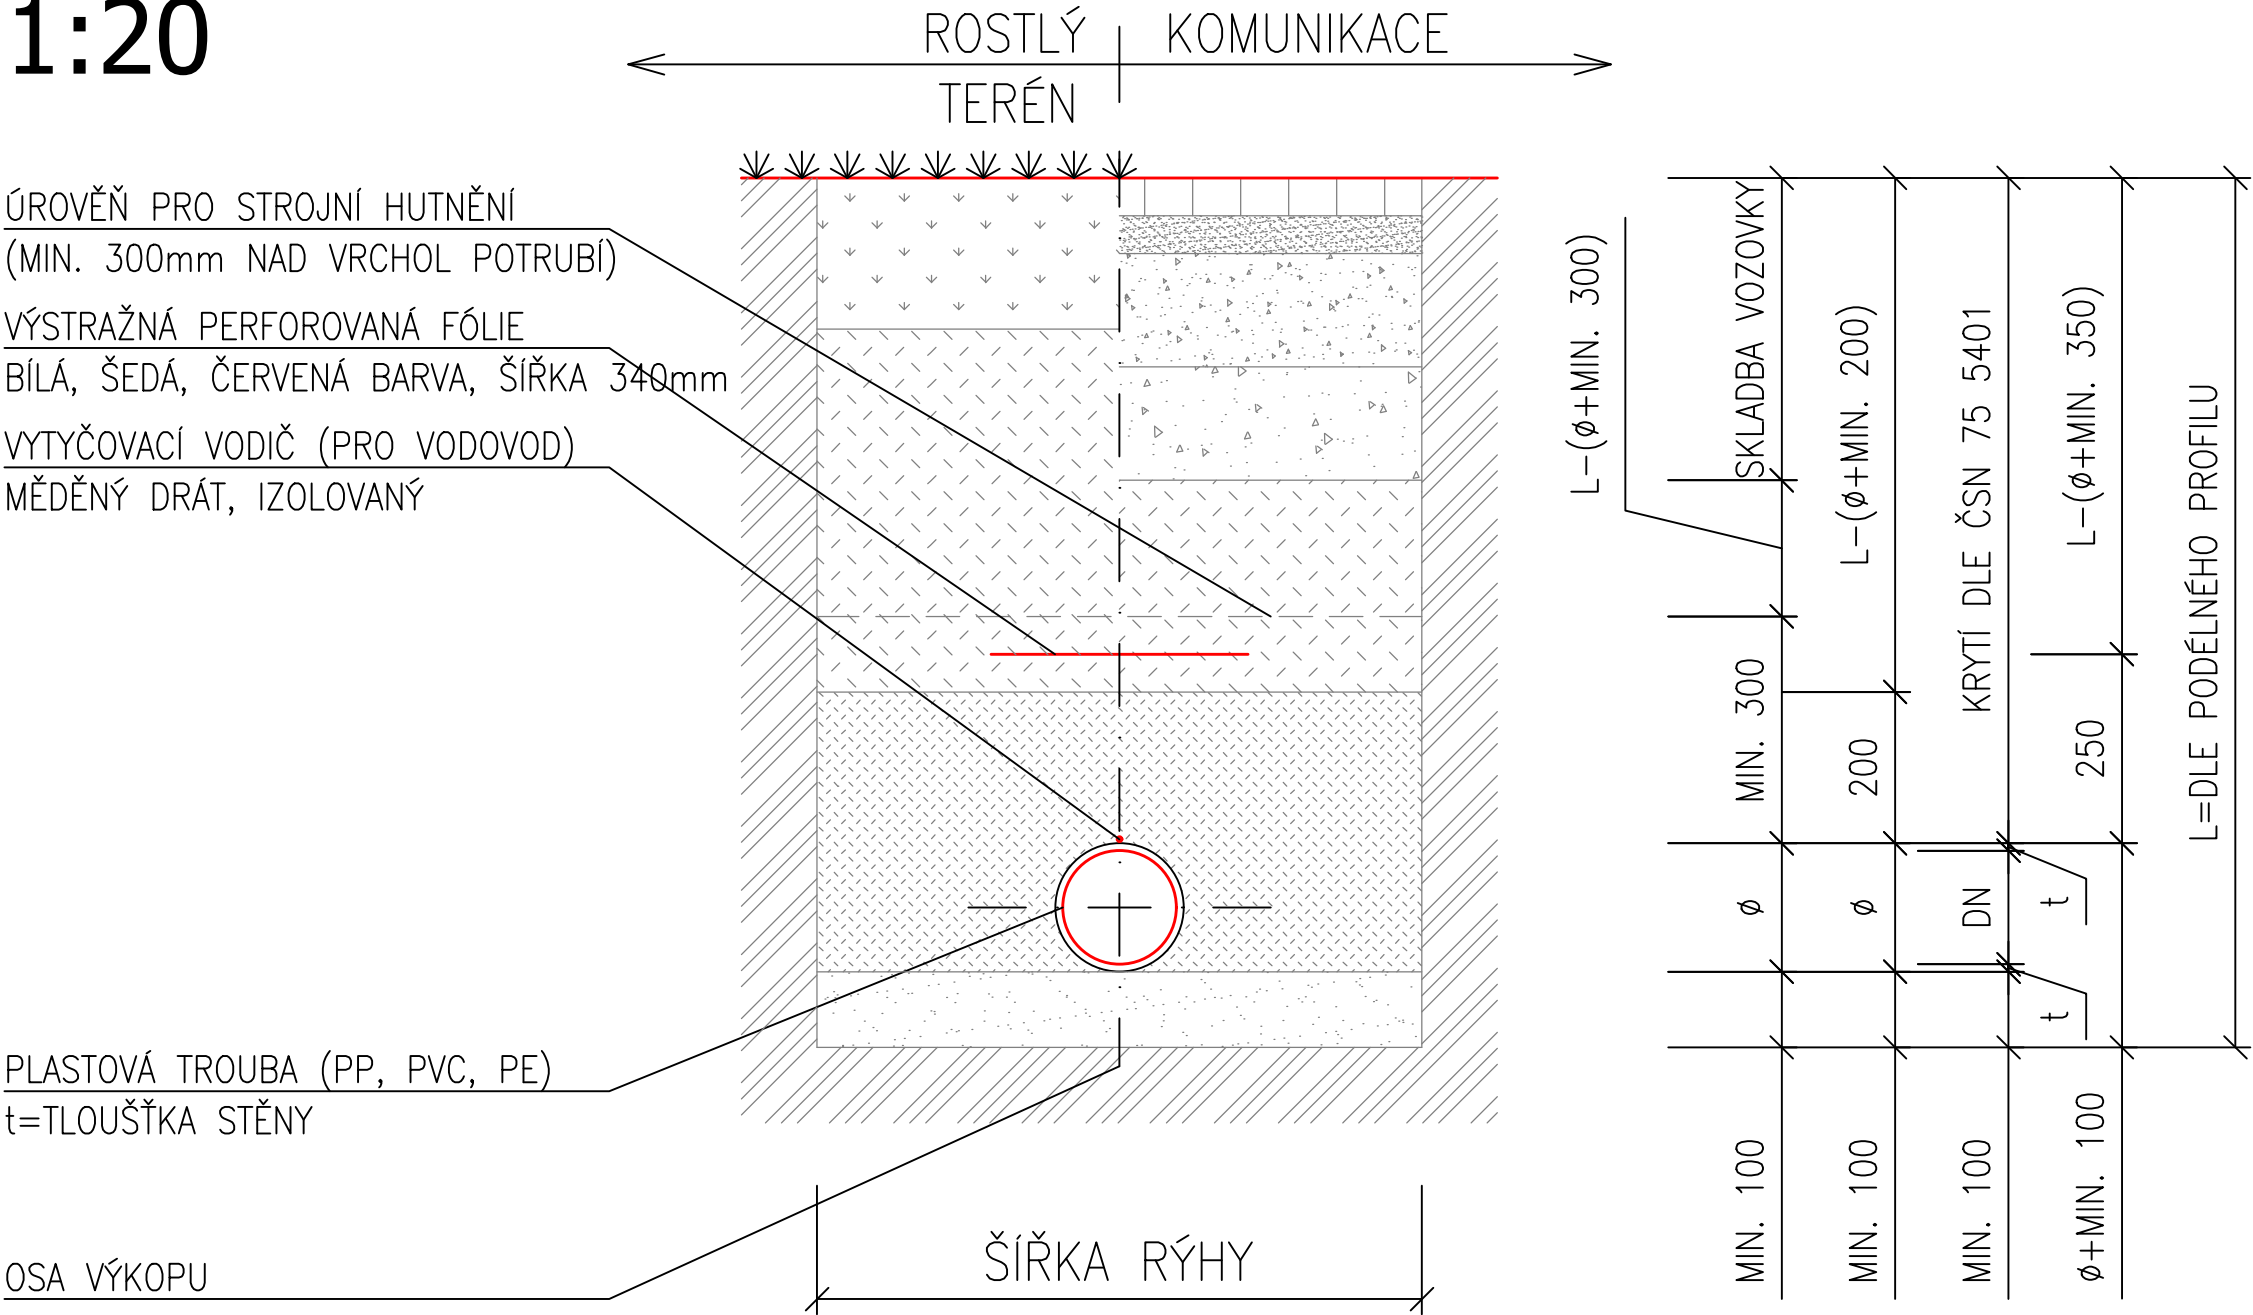 1:20
ROSTLÝ KOMUNIKACE
TERÉN
ÚROVĚŇ PRO STROJNÍ HUTNĚNÍ
(MIN. 300mm NAD VRCHOL POTRUBÍ)
VÝSTRAŽNÁ PERFOROVANÁ FÓLIE
BÍLÁ, ŠEDÁ, ČERVENÁ BARVA, ŠÍŘKA 340mm
VYTYČOVACÍ VODIČ (PRO VODOVOD)
MĚDĚNÝ DRÁT, IZOLOVANÝ
PLASTOVÁ TROUBA (PP, PVC, PE)
t=TLOUŠŤKA STĚNY
OSA VÝKOPU
ŠÍŘKA RÝHY
L-(ø+MIN. 300)
SKLADBA VOZOVKY
MIN. 300
ø
MIN. 100
L-(ø+MIN. 200)
200
ø
MIN. 100
KRYTÍ DLE ČSN 75 5401
DN
MIN. 100
L-(ø+MIN. 350)
250
t
t
ø+MIN. 100
L=DLE PODÉLNÉHO PROFILU